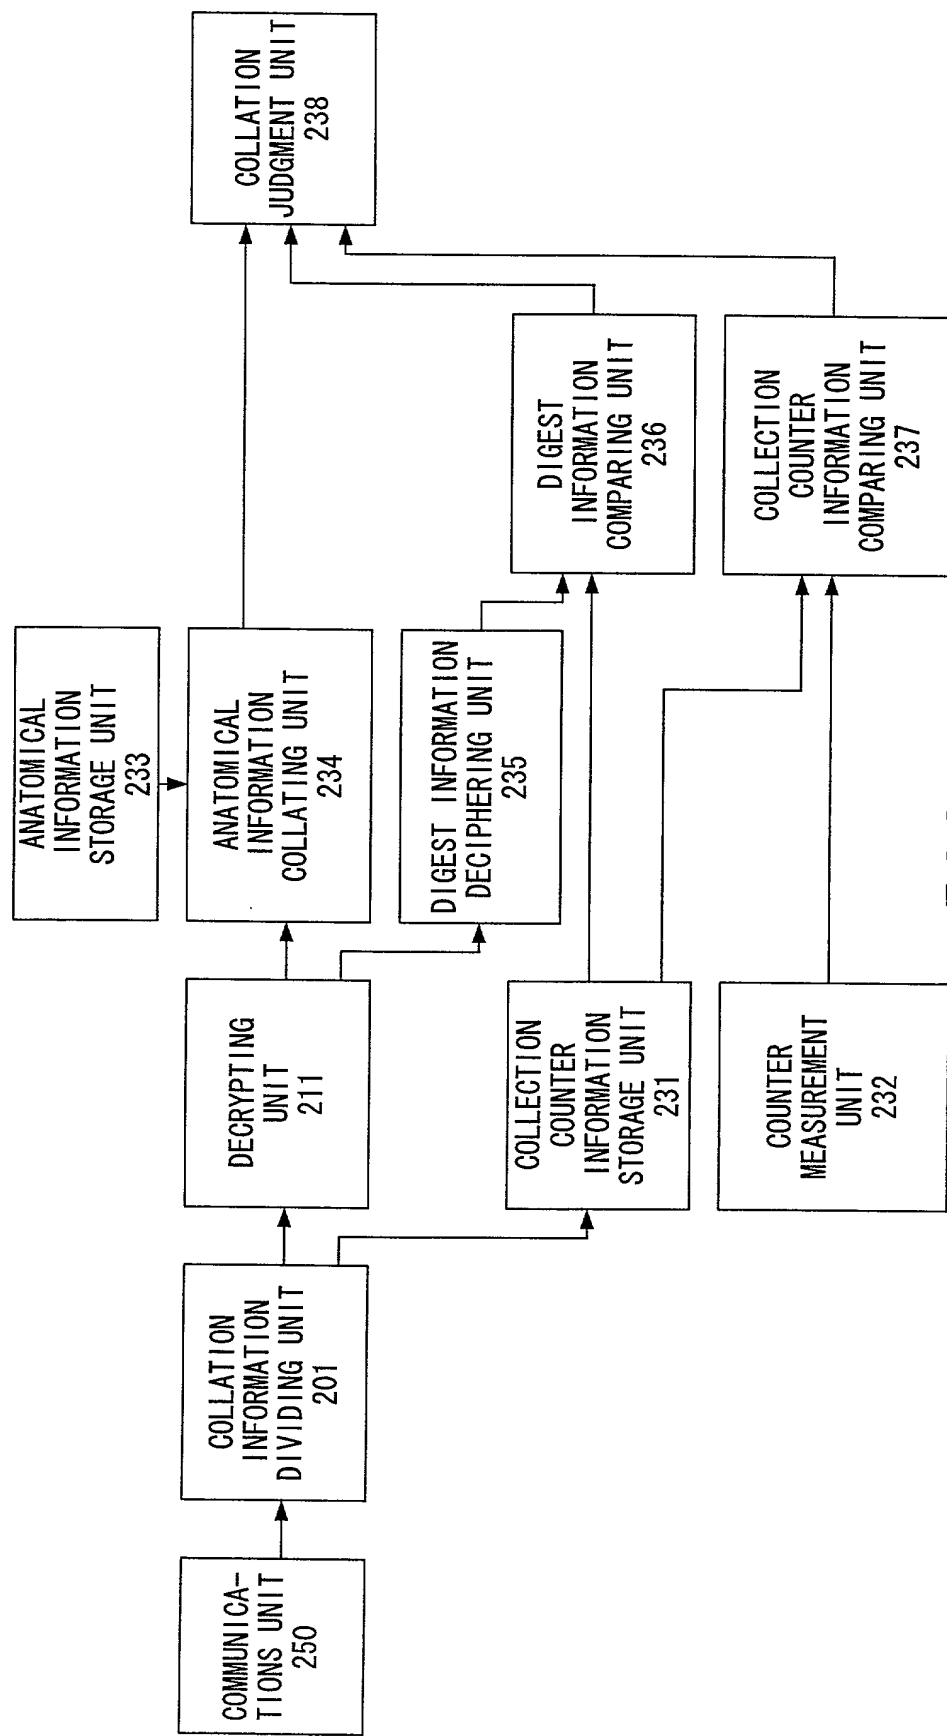 COMMUNICA-
TIONS UNIT
250
COLLATION
INFORMATION
DIVIDING UNIT
201
DECRYPTING
UNIT
211
ANATOMICAL
INFORMATION
STORAGE UNIT
233
ANATOMICAL
INFORMATION
COLLATING UNIT
234
DIGEST INFORMATION
DECIPHERING UNIT
235
COLLECTION
COUNTER
INFORMATION
STORAGE UNIT
231
COUNTER
MEASUREMENT
UNIT
232
DIGEST
INFORMATION
COMPARING UNIT
236
COLLECTION
COUNTER
INFORMATION
COMPARING UNIT
237
COLLATION
JUDGMENT UNIT
238